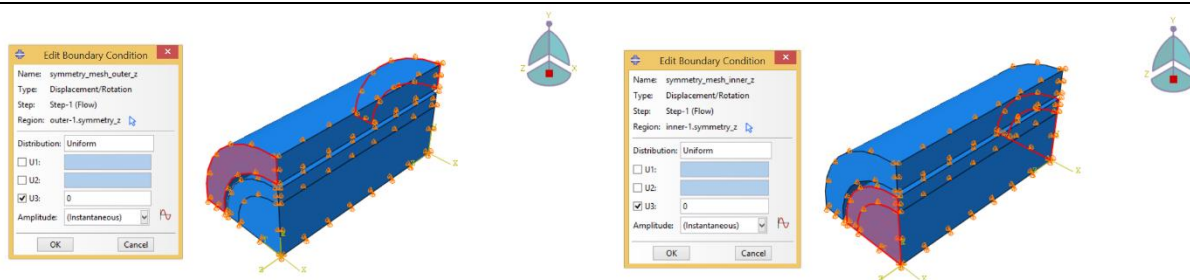 Edit Boundary Condition
Name: symmetry_mesh_outer_z
Type: Displacement/Rotation
Step: Step-1 (Flow)
Region: outer-1.symmetry_z
Distribution: Uniform
U1:
U2:
U3: 0
Amplitude: (Instantaneous)
OK Cancel
Y
Z X
X
X
Z X
Edit Boundary Condition
Name: symmetry_mesh_inner_z
Type: Displacement/Rotation
Step: Step-1 (Flow)
Region: inner-1.symmetry_z
Distribution: Uniform
U1:
U2:
U3: 0
Amplitude: (Instantaneous)
OK Cancel
Y
Z X
X
X